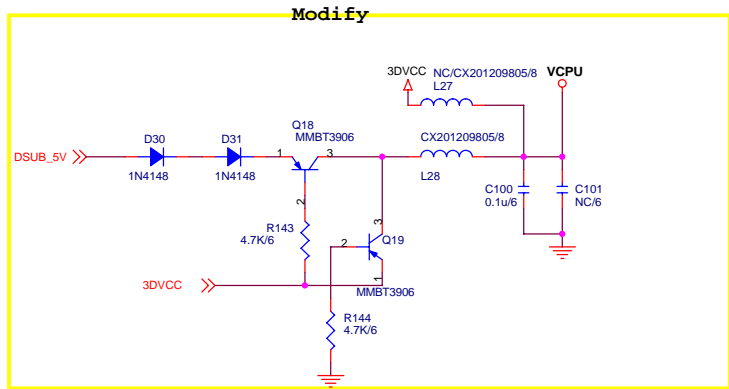 Modify
3DVCC
NC/CX201209805/8
VCPU
L27
Q18
MMBT3906
D30
D31
1
3
CX201209805/8
DSUB_5V
1N4148
1N4148
L28
C100
0.1u/6
C101
NC/6
2
R143
4.7K/6
3
Q19
2
1
3DVCC
MMBT3906
R144
4.7K/6